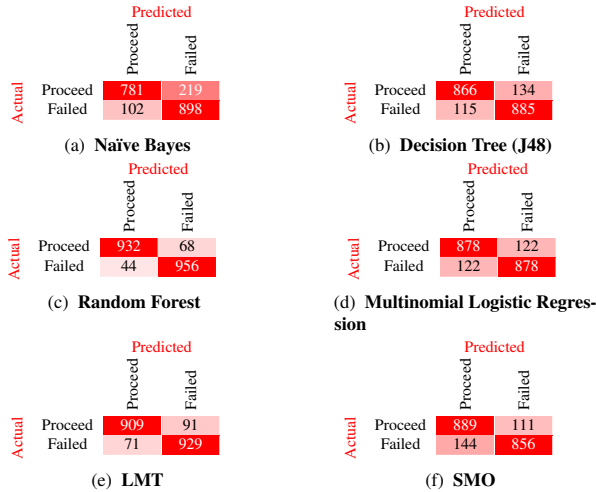 Predicted
Proceed
Failed
Actual
Proceed 781 219
Failed 102 898
(a) Naïve Bayes
Predicted
Proceed
Failed
Actual
Proceed 866 134
Failed 115 885
(b) Decision Tree (J48)
Predicted
Proceed
Failed
Actual
Proceed 932 68
Failed 44 956
(c) Random Forest
Predicted
Proceed
Failed
Actual
Proceed 878 122
Failed 122 878
(d) Multinomial Logistic Regres-
sion
Predicted
Proceed
Failed
Actual
Proceed 909 91
Failed 71 929
(e) LMT
Predicted
Proceed
Failed
Actual
Proceed 889 111
Failed 144 856
(f) SMO